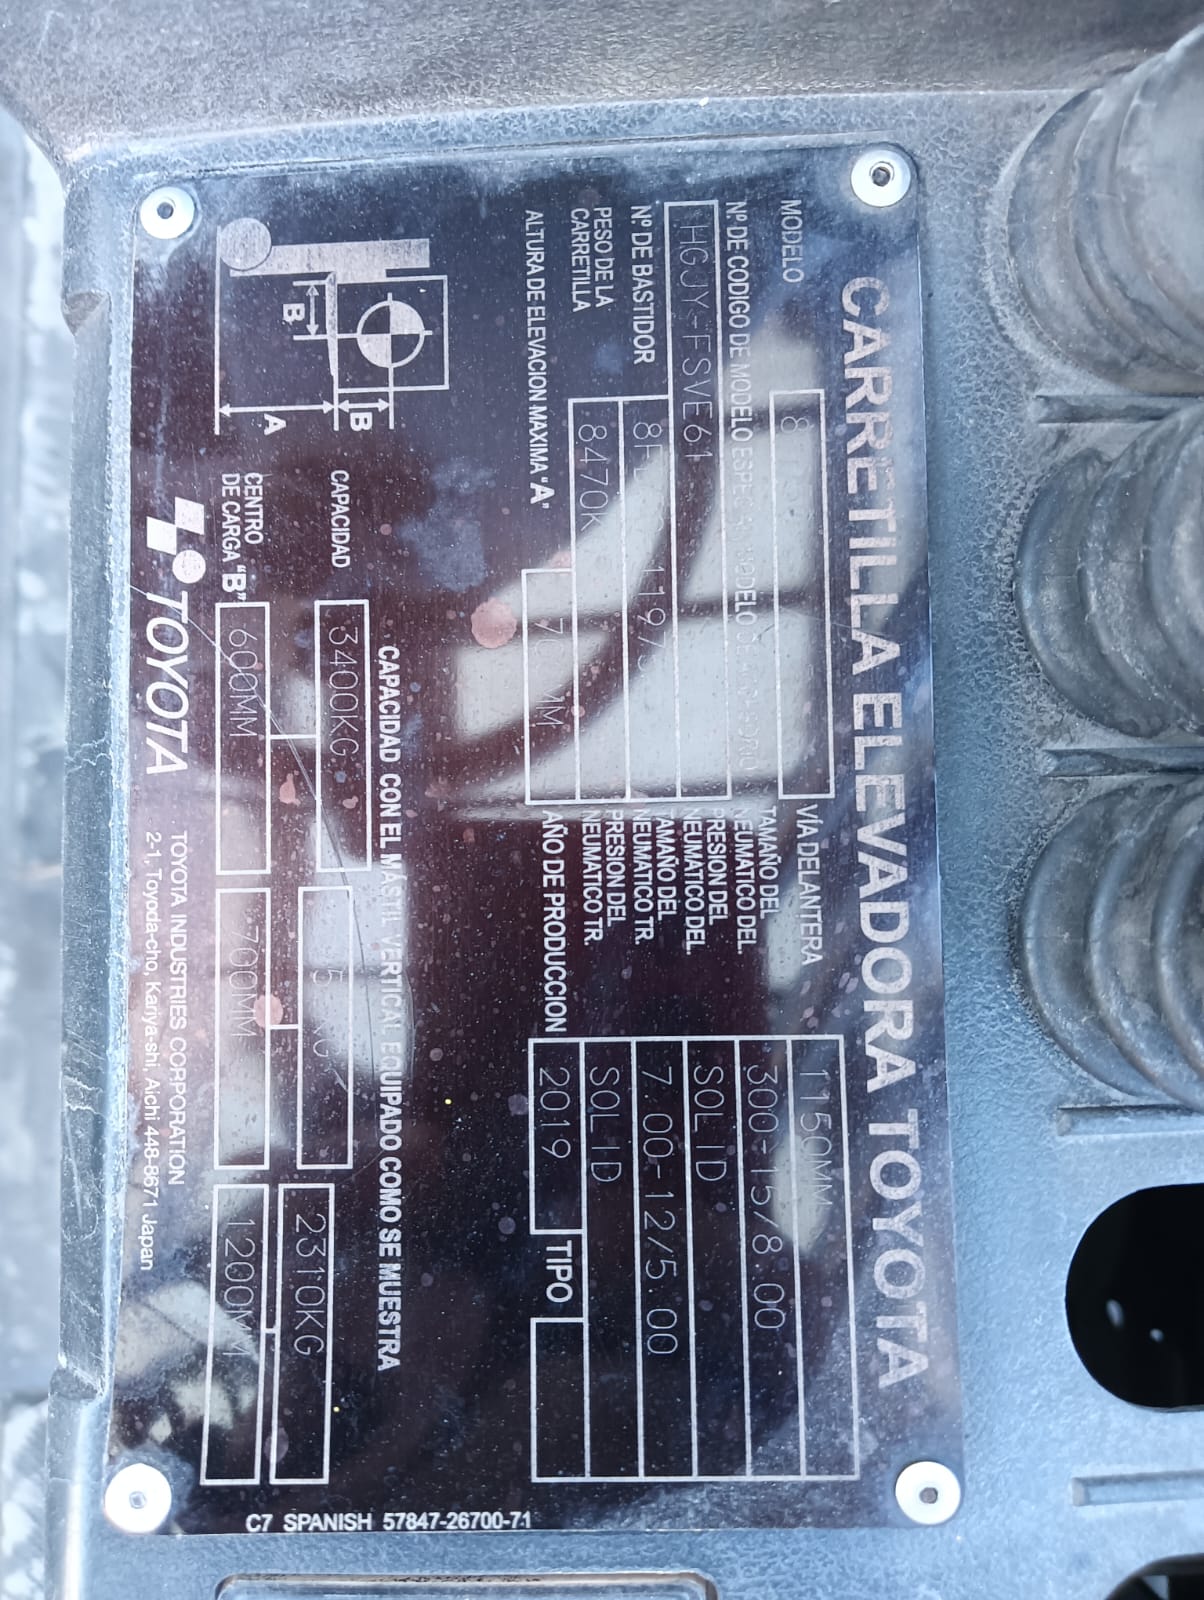 CARRETILLA ELEVADORA TOYOTA
MODELO 8
VÍA DELANTERA 1150MM
Nº DE CODIGO DE MODELO ESPECIAL
HGJY-FSVE61
TAMAÑO DEL NEUMATICO DEL. 300-15/8.00
PRESION DEL NEUMATICO DEL. SOLID
Nº DE BASTIDOR
TAMAÑO DEL NEUMATICO TR. 7.00-12/5.00
PESO DE LA CARRETILLA 8470K
PRESION DEL NEUMATICO TR. SOLID
ALTURA DE ELEVACION MAXIMA "A" MM
AÑO DE PRODUCCION 2019 TIPO
CAPACIDAD CON EL MASTIL VERTICAL EQUIPADO COMO SE MUESTRA
B
B
A
CAPACIDAD 3400KG 2310KG
CENTRO DE CARGA "B" 600MM 700MM 1200MM
TOYOTA
TOYOTA INDUSTRIES CORPORATION
2-1, Toyoda-cho, Kariya-shi, Aichi 448-8671 Japan
C7 SPANISH 57847-26700-71